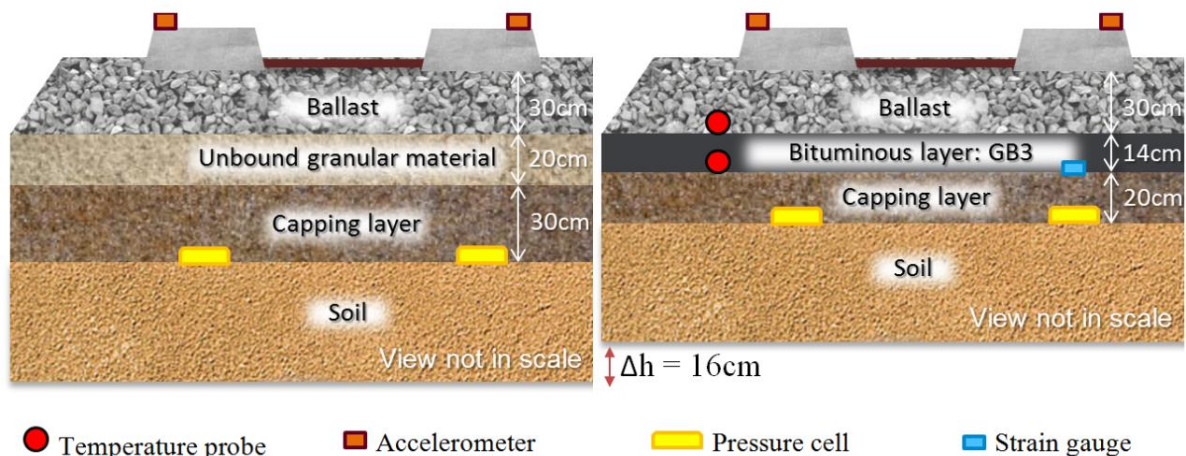 Ballast
30cm
Unbound granular material
20cm
Capping layer
30cm
Soil
View not in scale
Ballast
30cm
Bituminous layer: GB3
14cm
Capping layer
20cm
Soil
View not in scale
Δh = 16cm
Temperature probe
Accelerometer
Pressure cell
Strain gauge